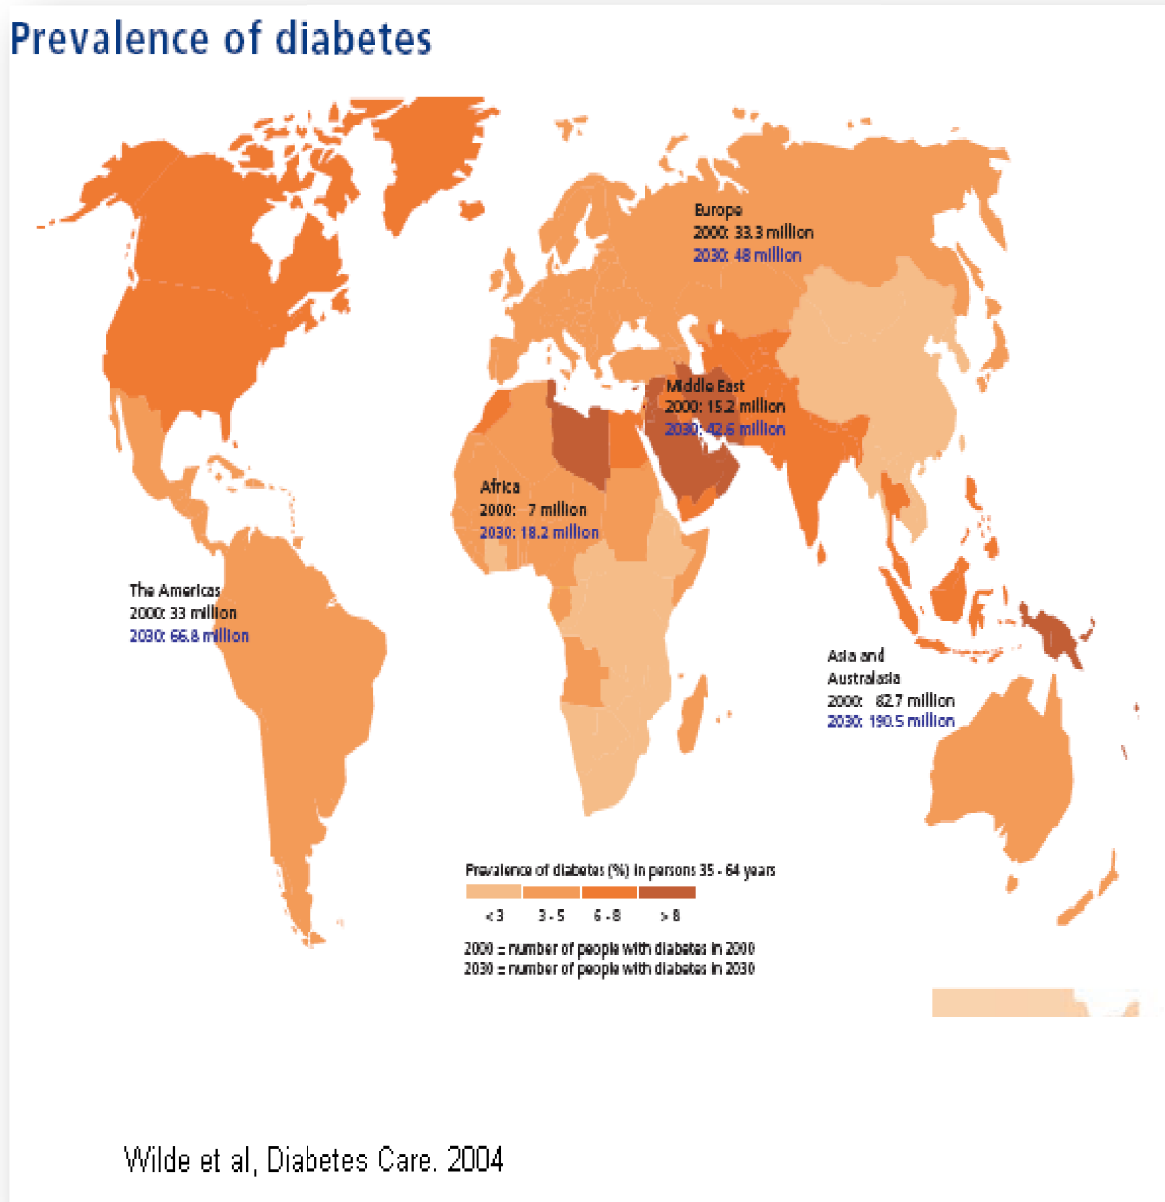 Prevalence of diabetes
Europe
2000: 33.3 million
2030: 48 million
Middle East
2000: 15.2 million
2030: 42.6 million
Africa
2000: 7 million
2030: 18.2 million
The Americas
2000: 33 million
2030: 66.8 million
Asia and
Australasia
2000: 82.7 million
2030: 190.5 million
Prevalence of diabetes (%) in persons 35 - 64 years
< 3 3 - 5 6 - 8 > 8
2000 = number of people with diabetes in 2000
2030 = number of people with diabetes in 2030
Wilde et al, Diabetes Care. 2004